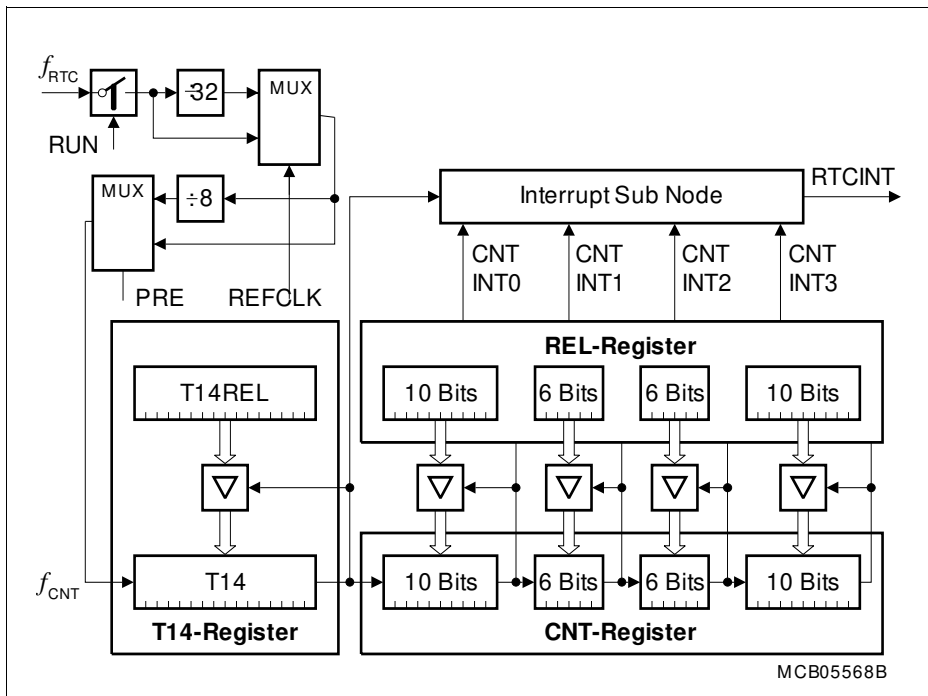 fRTC
÷32
MUX
RUN
MUX
÷8
PRE
REFCLK
Interrupt Sub Node
RTCINT
CNT INT0
CNT INT1
CNT INT2
CNT INT3
REL-Register
T14REL
10 Bits
6 Bits
6 Bits
10 Bits
fCNT
T14
10 Bits
6 Bits
6 Bits
10 Bits
T14-Register
CNT-Register
MCB05568B